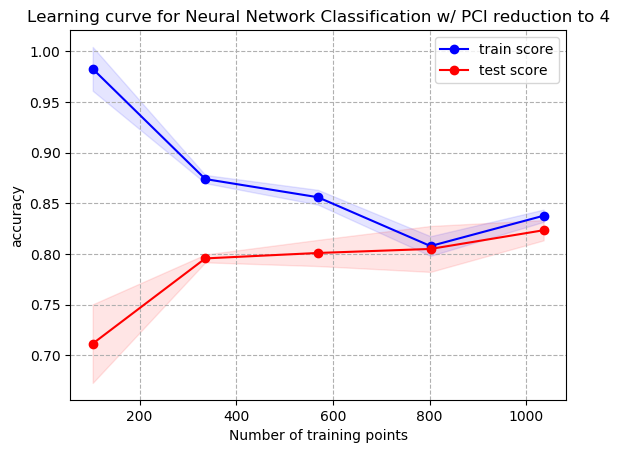 Learning curve for Neural Network Classification w/ PCI reduction to 4
train score
test score
1.00
0.95
0.90
0.85
0.80
0.75
0.70
accuracy
200
400
600
800
1000
Number of training points